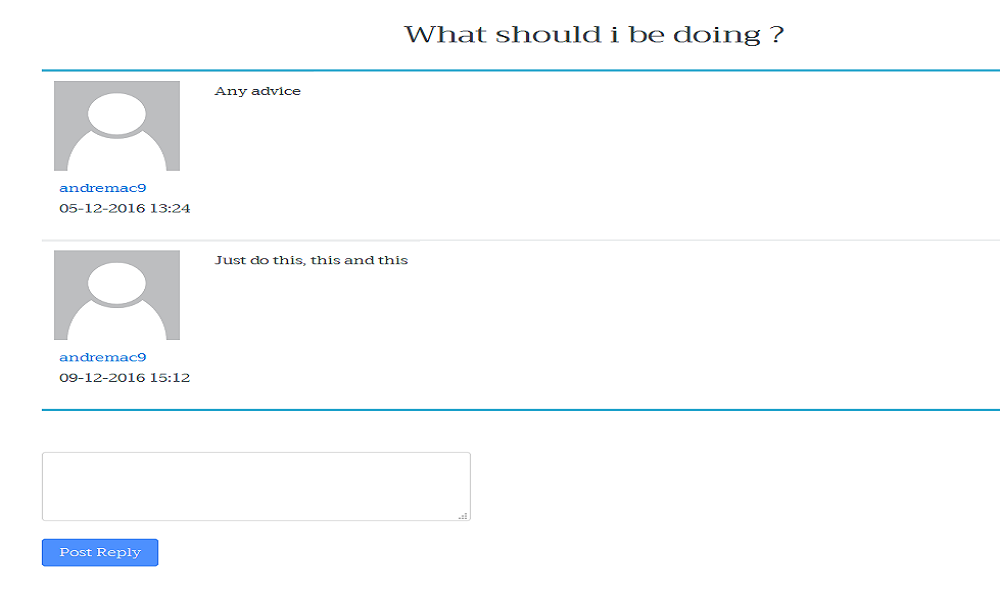 What should i be doing ?
Any advice
andremac9
05-12-2016 13:24
Just do this, this and this
andremac9
09-12-2016 15:12
Post Reply